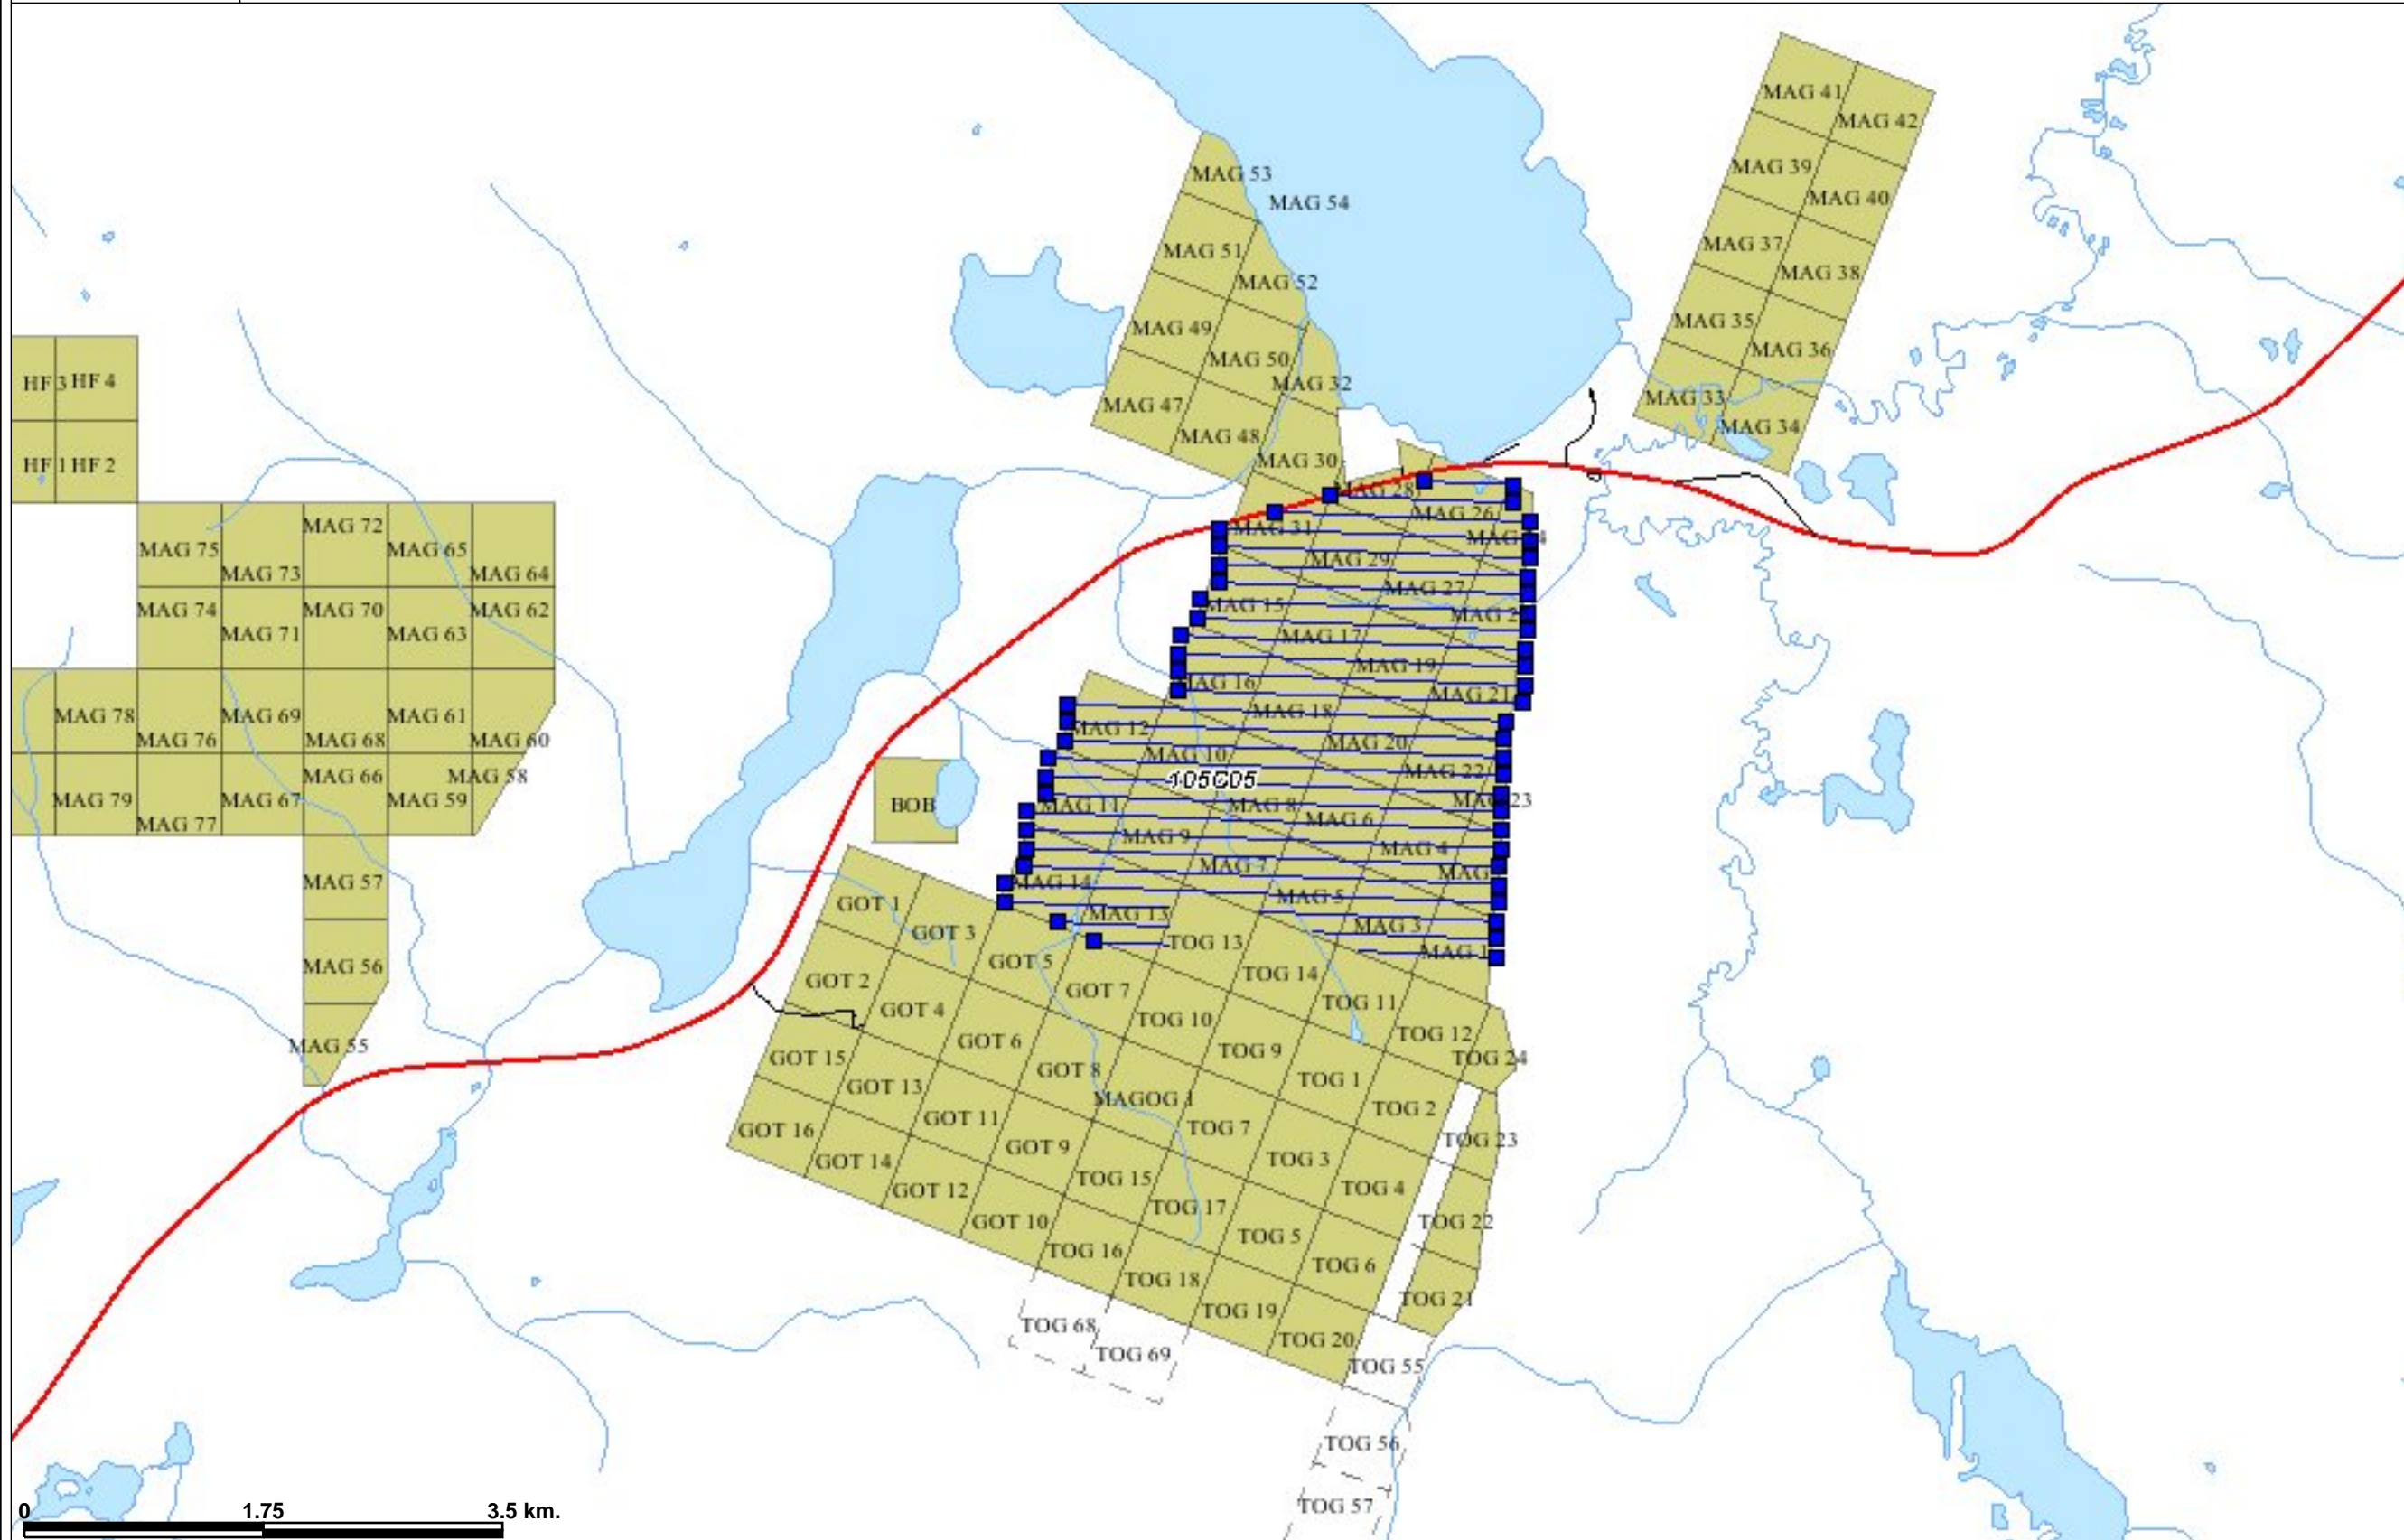 MAG 41
MAG 42
MAG 39
MAG 53
MAG 40
MAG 54
MAG 37
MAG 51
MAG 38
MAG 52
MAG 35
MAG 49
MAG 36
MAG 50
HF 3 HF 4
MAG 32
MAG 33
MAG 47
MAG 34
MAG 48
MAG 30
HF 1 HF 2
MAG 28
MAG 26
MAG 72
MAG 31
MAG
MAG 75
MAG 65
MAG 29
MAG 73
MAG 64
MAG 27
MAG 15
MAG 74
MAG 70
MAG 62
MAG 2
MAG 71
MAG 63
MAG 17
MAG 19
MAG 16
MAG 21
MAG 18
MAG 78
MAG 69
MAG 61
MAG 12
MAG 76
MAG 68
MAG 60
MAG 20
MAG 10
MAG 66
MAG 58
105C05
MAG 22
MAG 79
MAG 67
MAG 59
BOB
MAG 11
MAG 8
MAG 23
MAG 77
MAG 6
MAG 9
MAG 4
MAG 7
MAG
MAG 57
MAG 14
MAG 5
GOT 1
MAG 13
MAG 3
GOT 3
TOG 13
MAG 1
MAG 56
GOT 5
TOG 14
GOT 2
GOT 7
TOG 11
GOT 4
TOG 10
TOG 12
MAG 55
GOT 6
TOG 9
GOT 15
TOG 24
GOT 8
TOG 1
GOT 13
MAGOG 1
TOG 2
GOT 11
TOG 7
GOT 16
TOG 23
GOT 9
TOG 3
GOT 14
TOG 15
TOG 4
GOT 12
TOG 17
GOT 10
TOG 22
TOG 5
TOG 16
TOG 6
TOG 18
TOG 21
TOG 19
TOG 68
TOG 20
TOG 69
TOG 55
TOG 56
TOG 57
0 1.75 3.5 km.